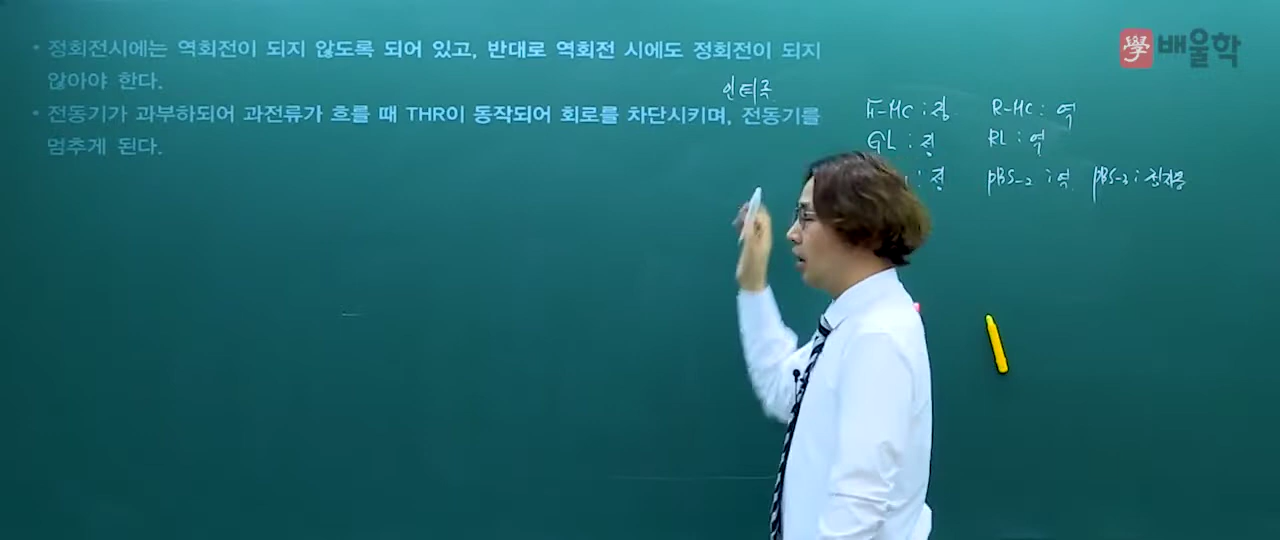 學 배울학
• 정회전시에는 역회전이 되지 않도록 되어 있고, 반대로 역회전 시에도 정회전이 되지
않아야 한다.
인터록
• 전동기가 과부하되어 과전류가 흐를 때 THR이 동작되어 회로를 차단시키며, 전동기를
멈추게 된다.
F-MC : 정 R-MC : 역
GL : 정 RL : 역
: 정 PBS-2 : 역 PBS-3 :